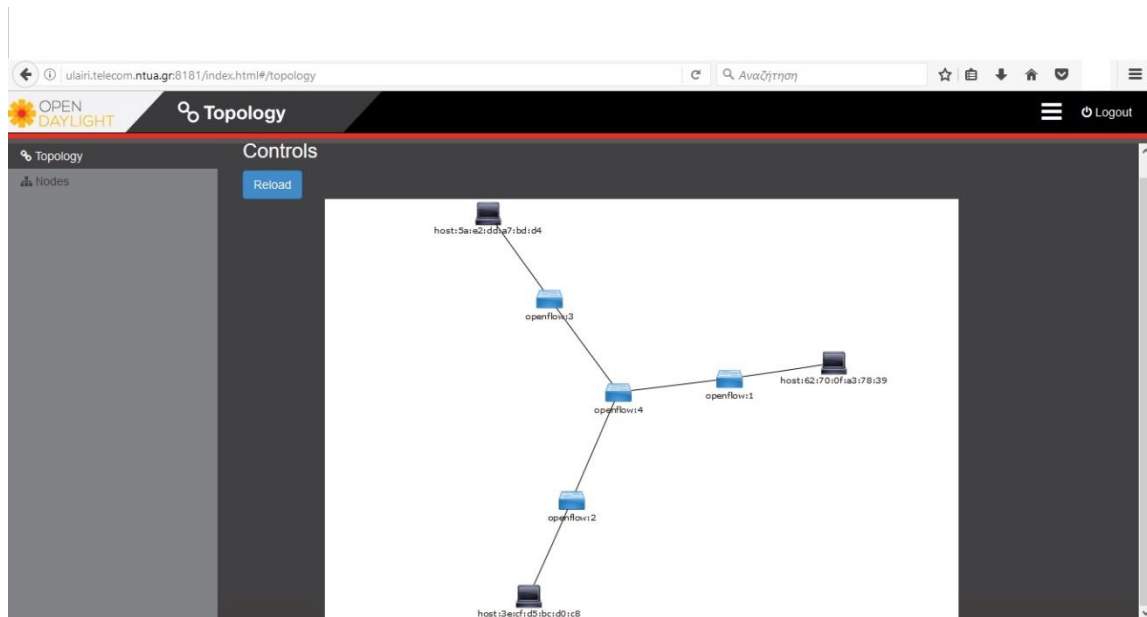 ulairi.telecom.ntua.gr:8181/index.html#/topology
Αναζήτηση
OPEN
DAYLIGHT
Topology
Logout
Topology
Nodes
Controls
Reload
host:5a:e2:dd:a7:bd:d4
openflow:3
host:62:70:0f:a3:78:39
openflow:1
openflow:4
openflow:2
host:3e:cf:d5:bc:d0:c8